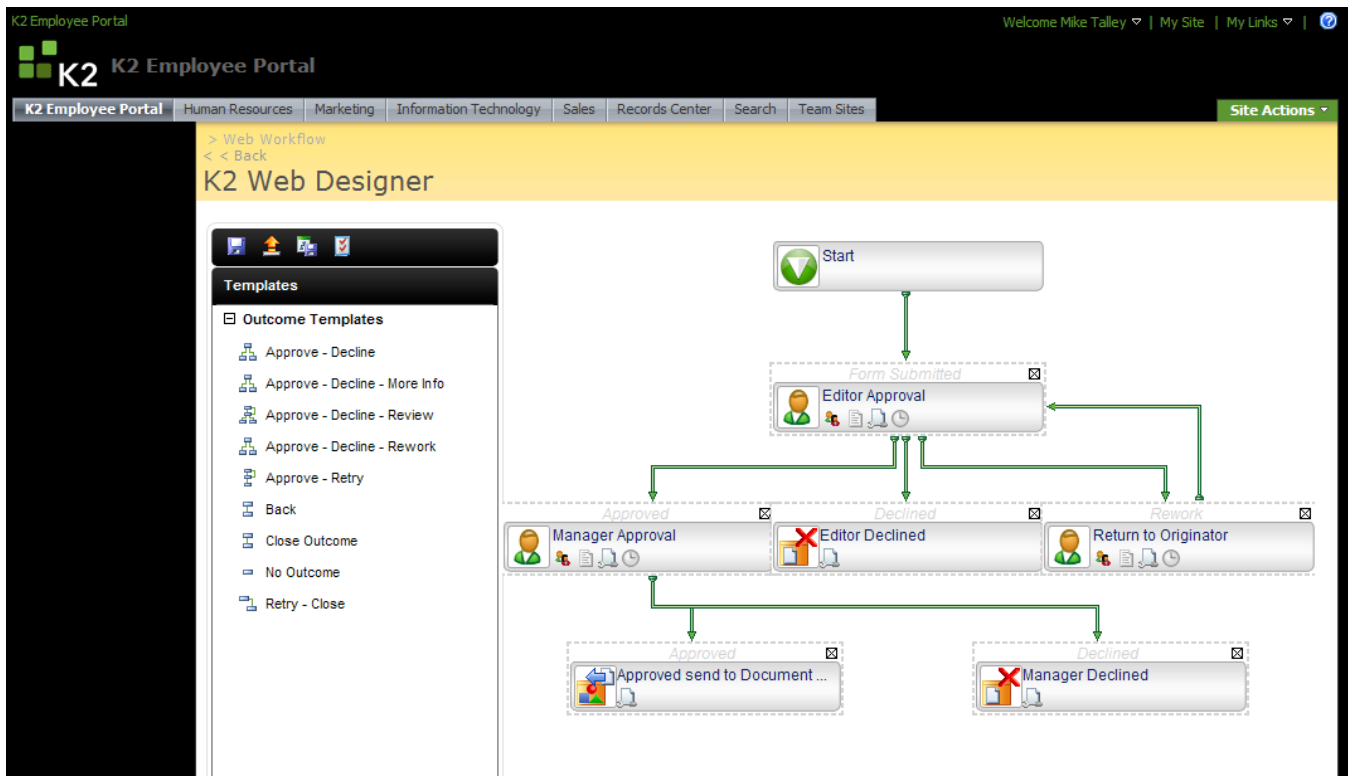 K2 Employee Portal
Welcome Mike Talley | My Site | My Links |
K2 K2 Employee Portal
K2 Employee Portal Human Resources Marketing Information Technology Sales Records Center Search Team Sites Site Actions
> Web Workflow
< < Back
K2 Web Designer
Templates
Outcome Templates
Approve - Decline
Approve - Decline - More Info
Approve - Decline - Review
Approve - Decline - Rework
Approve - Retry
Back
Close Outcome
No Outcome
Retry - Close
Start
Form Submitted
Editor Approval
Approved
Manager Approval
Declined
Editor Declined
Rework
Return to Originator
Approved
Approved send to Document ...
Declined
Manager Declined